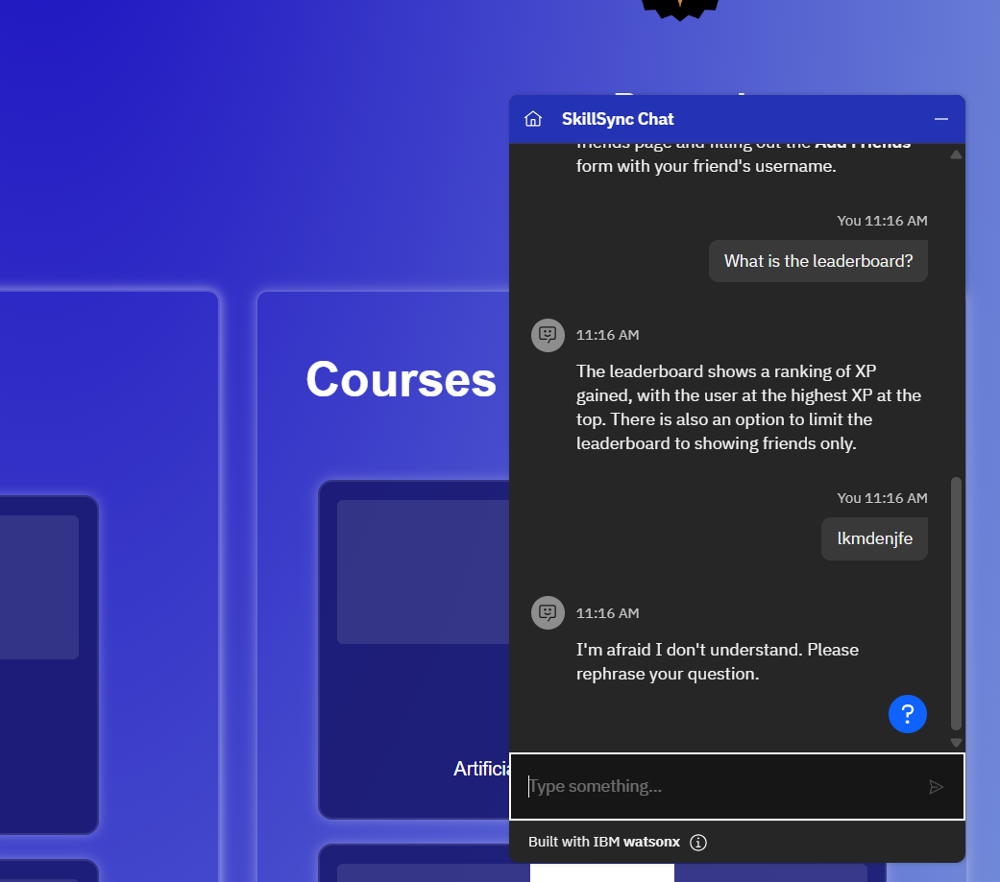 SkillSync Chat
friends page and filling out the Add Friends
form with your friend's username.
You 11:16 AM
What is the leaderboard?
11:16 AM
The leaderboard shows a ranking of XP
gained, with the user at the highest XP at the
top. There is also an option to limit the
leaderboard to showing friends only.
You 11:16 AM
lkmdenjfe
11:16 AM
I'm afraid I don't understand. Please
rephrase your question.
?
Type something...
Built with IBM watsonx
Courses